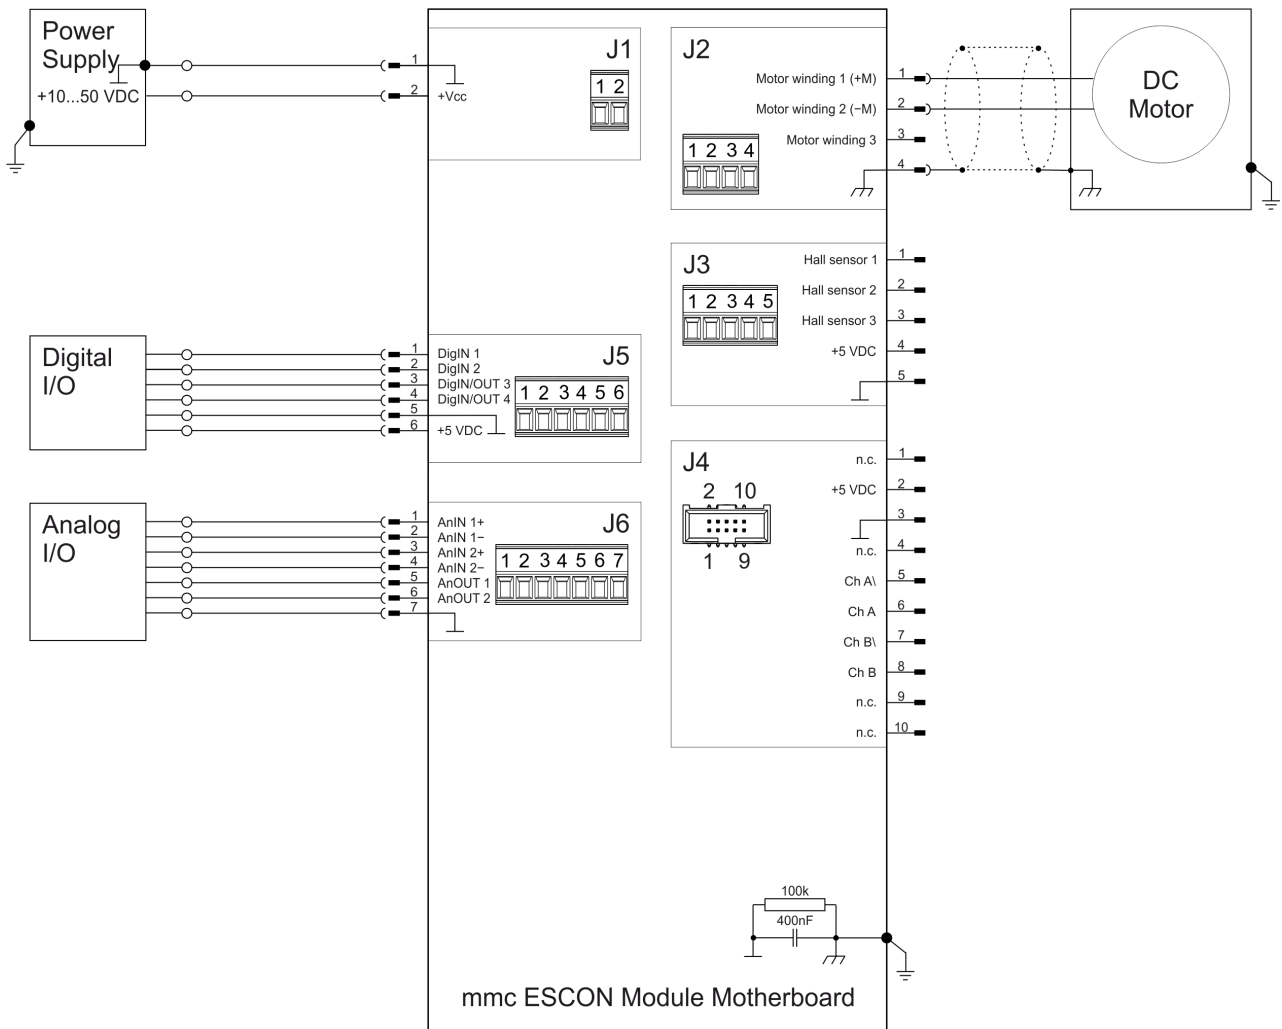 Power
Supply
+10...50 VDC
1
2
+Vcc
J1
1 2
J2
1 2 3 4
Motor winding 1 (+M)
1
Motor winding 2 (−M)
2
Motor winding 3
3
4
DC
Motor
J3
1 2 3 4 5
Hall sensor 1
1
Hall sensor 2
2
Hall sensor 3
3
+5 VDC
4
5
Digital
I/O
1
DigIN 1
2
DigIN 2
3
DigIN/OUT 3
4
DigIN/OUT 4
5
6
+5 VDC
J5
1 2 3 4 5 6
J4
2 10
1 9
n.c.
1
+5 VDC
2
3
n.c.
4
Ch A\
5
Ch A
6
Ch B\
7
Ch B
8
n.c.
9
n.c.
10
Analog
I/O
1
AnIN 1+
2
AnIN 1−
3
AnIN 2+
4
AnIN 2−
5
AnOUT 1
6
AnOUT 2
7
J6
1 2 3 4 5 6 7
100k
400nF
mmc ESCON Module Motherboard